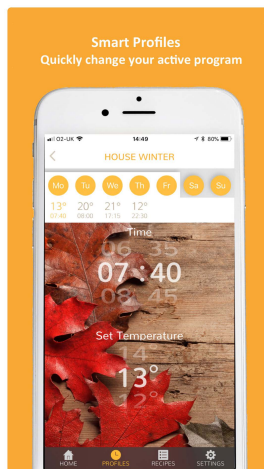 Smart Profiles
Quickly change your active program
O2-UK 14:49 80%
HOUSE WINTER
Mo Tu We Th Fr Sa Su
13° 20° 21° 12°
07:40 09:00 17:15 22:30
Time
06 35
07 : 40
08 45
Set Temperature
14
13°
12
HOME PROFILES RECIPES SETTINGS